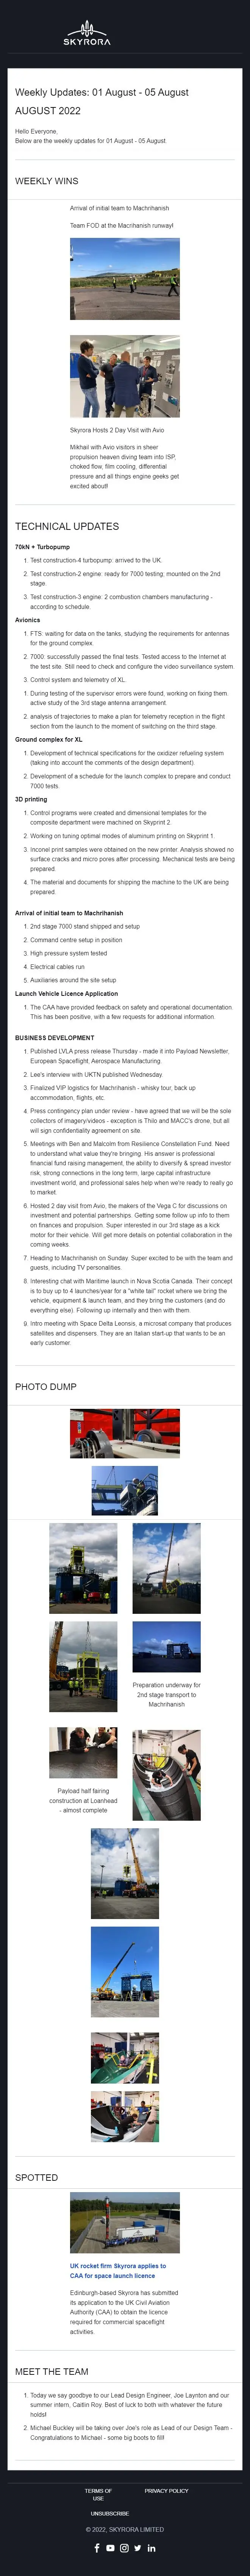 SKYRORA
Weekly Updates: 01 August - 05 August
AUGUST 2022
Hello Everyone,
Below are the weekly updates for 01 August - 05 August.
WEEKLY WINS
Arrival of initial team to Machrihanish
Team FOD at the Macrihanish runway!
Skyrora Hosts 2 Day Visit with Avio
Mikhail with Avio visitors in sheer
propulsion heaven diving team into ISP,
choked flow, film cooling, differential
pressure and all things engine geeks get
excited about!
TECHNICAL UPDATES
70kN + Turbopump
1. Test construction-4 turbopump: arrived to the UK.
2. Test construction-2 engine: ready for 7000 testing; mounted on the 2nd
stage.
3. Test construction-3 engine: 2 combustion chambers manufacturing -
according to schedule.
Avionics
1. FTS: waiting for data on the tanks, studying the requirements for antennas
for the ground complex.
2. 7000: successfully passed the final tests. Tested access to the Internet at
the test site. Still need to check and configure the video surveillance system.
3. Control system and telemetry of XL.
1. During testing of the supervisor errors were found, working on fixing them.
active study of the 3rd stage antenna arrangement.
2. analysis of trajectories to make a plan for telemetry reception in the flight
section from the launch to the moment of switching on the third stage.
Ground complex for XL
1. Development of technical specifications for the oxidizer refueling system
(taking into account the comments of the design department).
2. Development of a schedule for the launch complex to prepare and conduct
7000 tests.
3D printing
1. Control programs were created and dimensional templates for the
composite department were machined on Skyprint 2.
2. Working on tuning optimal modes of aluminum printing on Skyprint 1.
3. Inconel print samples were obtained on the new printer. Analysis showed no
surface cracks and micro pores after processing. Mechanical tests are being
prepared.
4. The material and documents for shipping the machine to the UK are being
prepared.
Arrival of initial team to Machrihanish
1. 2nd stage 7000 stand shipped and setup
2. Command centre setup in position
3. High pressure system tested
4. Electrical cables run
5. Auxiliaries around the site setup
Launch Vehicle Licence Application
1. The CAA have provided feedback on safety and operational documentation.
This has been positive, with a few requests for additional information.
BUSINESS DEVELOPMENT
1. Published LVLA press release Thursday - made it into Payload Newsletter,
European Spaceflight, Aerospace Manufacturing.
2. Lee's interview with UKTN published Wednesday.
3. Finalized VIP logistics for Machrihanish - whisky tour, back up
accommodation, flights, etc.
4. Press contingency plan under review - have agreed that we will be the sole
collectors of imagery/videos - exception is Thilo and MACC's drone, but all
will sign confidentiality agreement on site.
5. Meetings with Ben and Malcolm from Resilience Constellation Fund. Need
to understand what value they're bringing. His answer is professional
financial fund raising management; the ability to diversity & spread investor
risk, strong connections in the long term, large capital infrastructure
investment world, and professional sales help when we're ready to really go
to market.
6. Hosted 2 day visit from Avio, the makers of the Vega C for discussions on
investment and potential partnerships. Getting some follow up info to them
on finances and propulsion. Super interested in our 3rd stage as a kick
motor for their vehicle. Will get more details on potential collaboration in the
coming weeks.
7. Heading to Machrihanish on Sunday. Super excited to be with the team and
guests, including TV personalities.
8. Interesting chat with Maritime launch in Nova Scotia Canada. Their concept
is to buy up to 4 launches/year for a "white tail" rocket where we bring the
vehicle, equipment & launch team, and they bring the customers (and do
everything else). Following up internally and then with them.
9. Intro meeting with Space Delta Leonsis, a microsat company that produces
satellites and dispensers. They are an Italian start-up that wants to be an
early customer.
PHOTO DUMP
Preparation underway for
2nd stage transport to
Machrihanish
Payload half fairing
construction at Loanhead
- almost complete
SPOTTED
UK rocket firm Skyrora applies to
CAA for space launch licence
Edinburgh-based Skyrora has submitted
its application to the UK Civil Aviation
Authority (CAA) to obtain the licence
required for commercial spaceflight
activities.
MEET THE TEAM
1. Today we say goodbye to our Lead Design Engineer, Joe Laynton and our
summer intern, Caitlin Roy. Best of luck to both with whatever the future
holds!
2. Michael Buckley will be taking over Joe's role as Lead of our Design Team -
Congratulations to Michael - some big boots to fill!
TERMS OF
USE
PRIVACY POLICY
UNSUBSCRIBE
© 2022, SKYRORA LIMITED